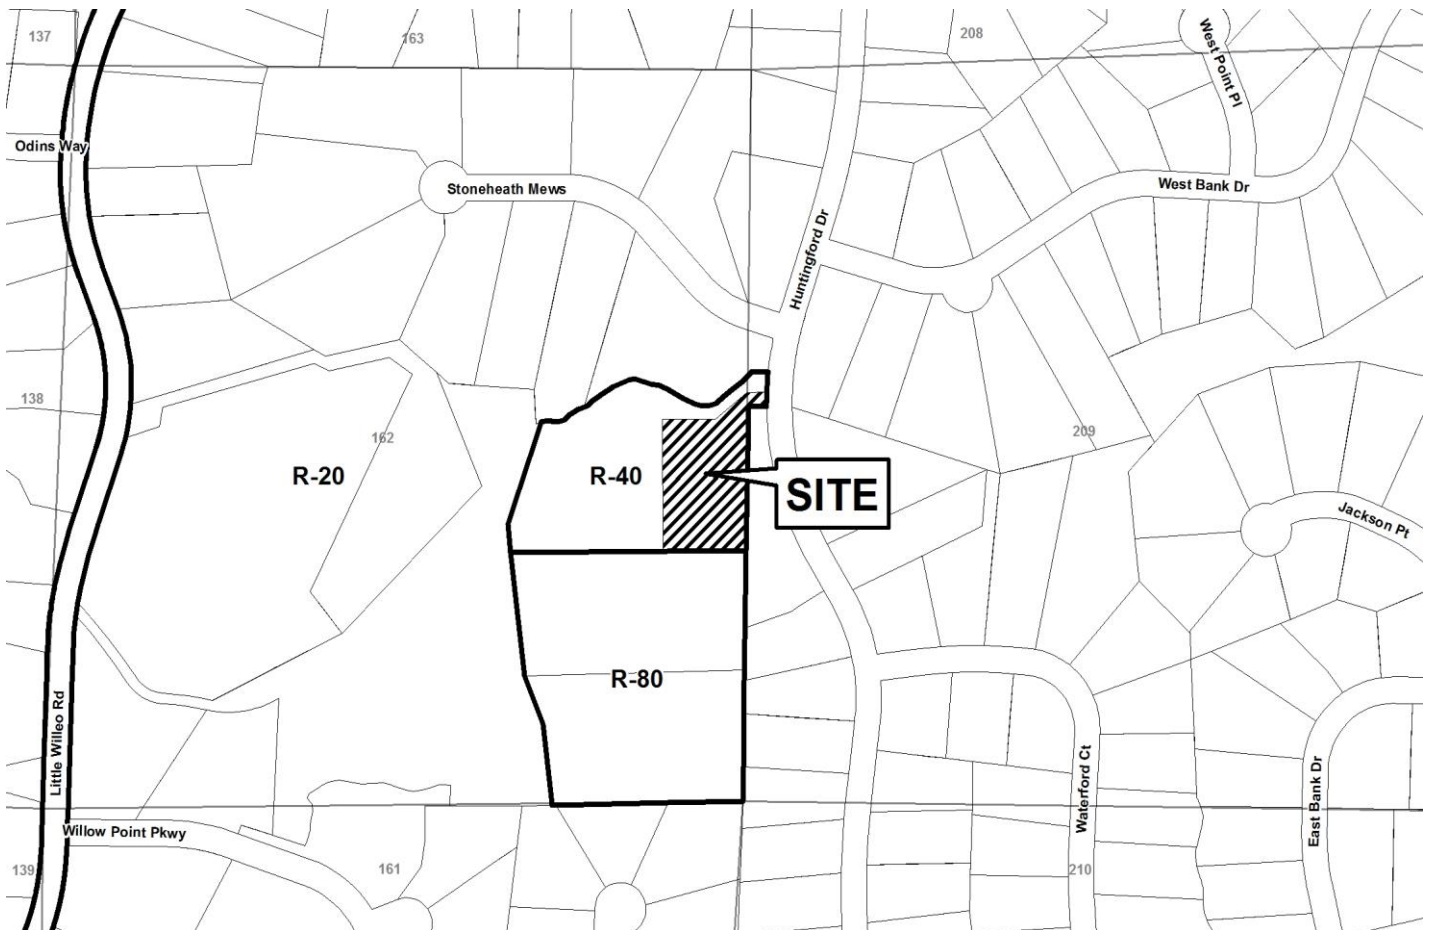 137
163
208
West Point Pl
Odins Way
Stoneheath Mews
West Bank Dr
Huntingford Dr
138
162
209
R-20
R-40
SITE
Jackson Pt
R-80
Little Willeo Rd
Waterford Ct
East Bank Dr
Willow Point Pkwy
139
161
210